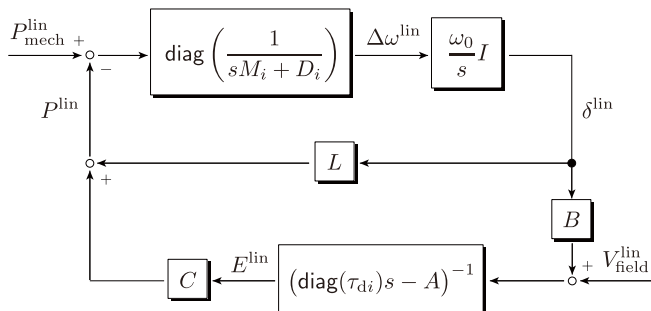 P_mech^lin + − diag ( 1 / (sM_i + D_i) ) Δω^lin ω_0 / s I
P^lin δ^lin
L
+
B
C E^lin (diag(τ_di)s − A)^−1 + V_field^lin